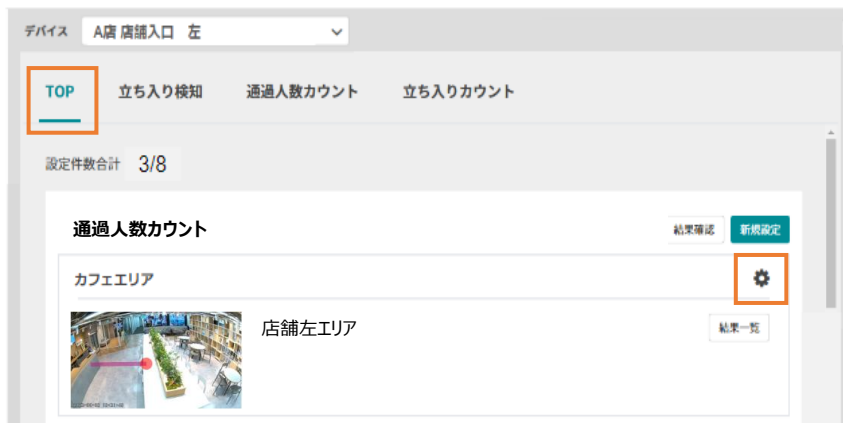 デバイス A店 店舗入口 左
TOP 立ち入り検知 通過人数カウント 立ち入りカウント
設定件数合計 3/8
通過人数カウント 結果確認 新規設定
カフェエリア
店舗左エリア 結果一覧